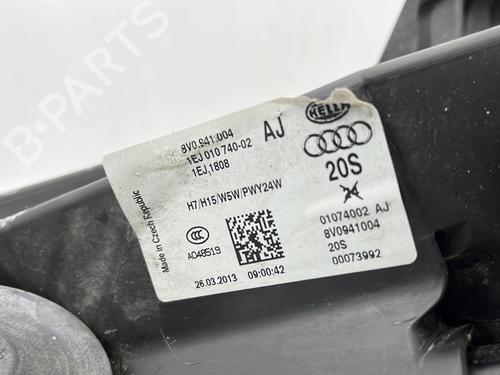 B-PARTS
HELLA
8V0.941.004
1EJ 010 740-02
AJ
1EJ.1808
20S
H7/H15/W5W/PWY24W
Made in Czech Republic
A048519
26.03.2013 09:00:42
01074002 AJ
8V0941004
20S
00073992